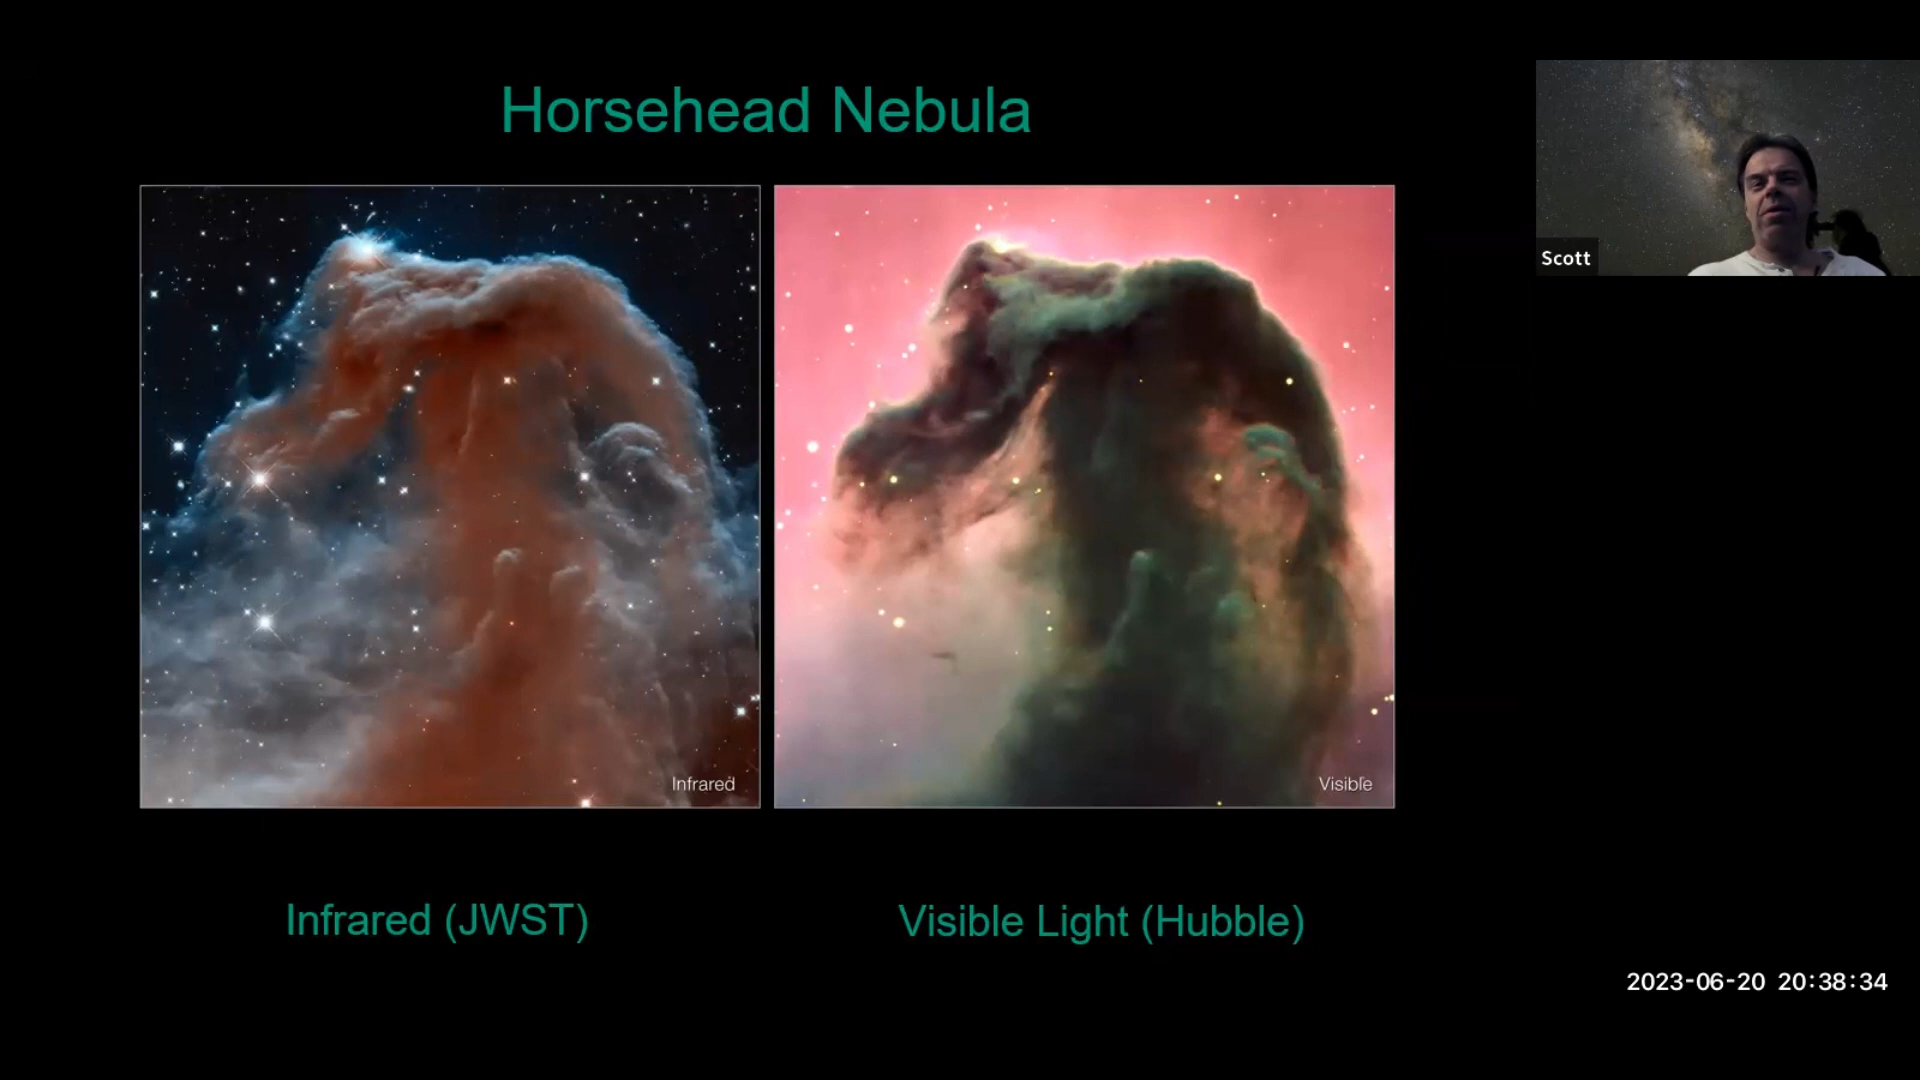 Horsehead Nebula
Scott
Infrared
Visible
Infrared (JWST)
Visible Light (Hubble)
2023-06-20 20:38:34